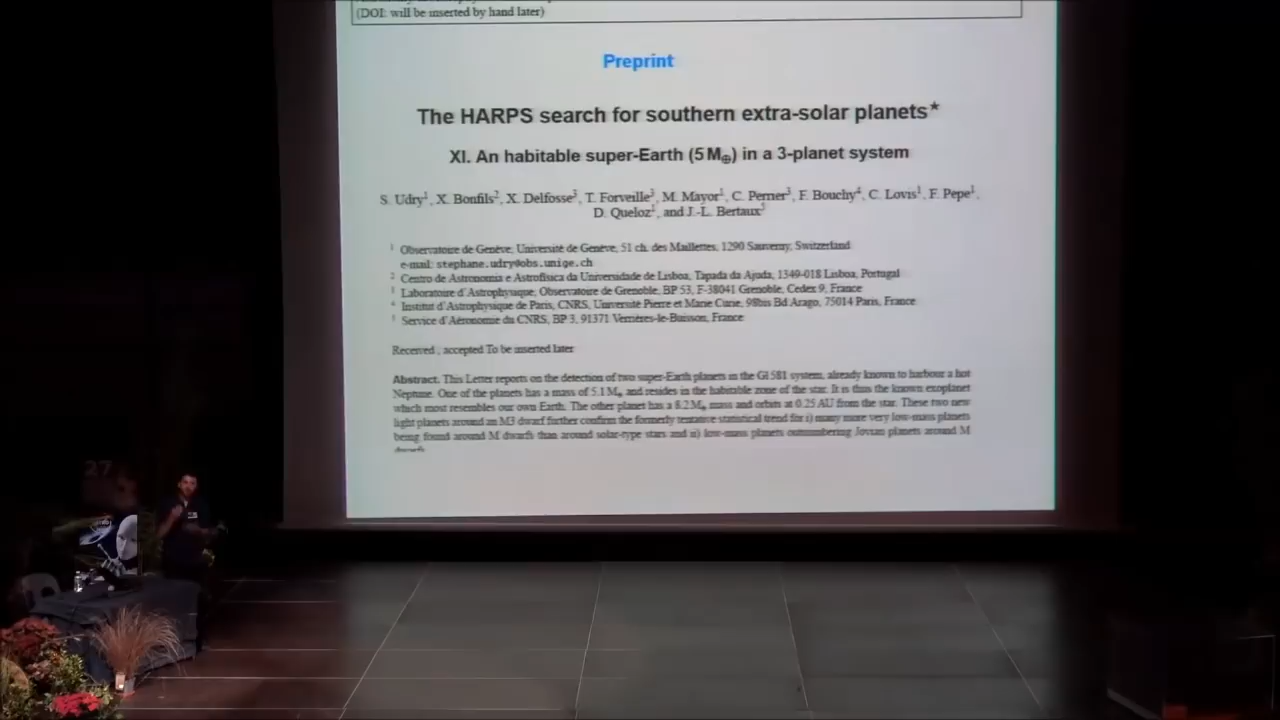 (DOI: will be inserted by hand later)
Preprint
The HARPS search for southern extra-solar planets*
XI. An habitable super-Earth (5 M⊕) in a 3-planet system
S. Udry¹, X. Bonfils², X. Delfosse³, T. Forveille³, M. Mayor¹, C. Perrier³, F. Bouchy⁴, C. Lovis¹, F. Pepe¹,
D. Queloz¹, and J.-L. Bertaux⁵
¹ Observatoire de Genève, Université de Genève, 51 ch. des Maillettes, 1290 Sauverny, Switzerland
e-mail: stephane.udry@obs.unige.ch
² Centro de Astronomia e Astrofísica da Universidade de Lisboa, Tapada da Ajuda, 1349-018 Lisboa, Portugal
³ Laboratoire d'Astrophysique, Observatoire de Grenoble, BP 53, F-38041 Grenoble, Cedex 9, France
⁴ Institut d'Astrophysique de Paris, CNRS, Université Pierre et Marie Curie, 98bis Bd Arago, 75014 Paris, France
⁵ Service d'Aéronomie du CNRS, BP 3, 91371 Verrières-le-Buisson, France
Received ; accepted To be inserted later
Abstract. This Letter reports on the detection of two super-Earth planets in the Gl 581 system, already known to harbour a hot
Neptune. One of the planets has a mass of 5.1 M⊕ and resides in the habitable zone of the star. It is thus the known exoplanet
which most resembles our own Earth. The other planet has a 8.2 M⊕ mass and orbits at 0.25 AU from the star. These two new
light planets around an M3 dwarf further confirm the formerly tentative statistical trend for i) many more very low-mass planets
being found around M dwarfs than around solar-type stars and ii) low-mass planets outnumbering Jovian planets around M
dwarfs.
27